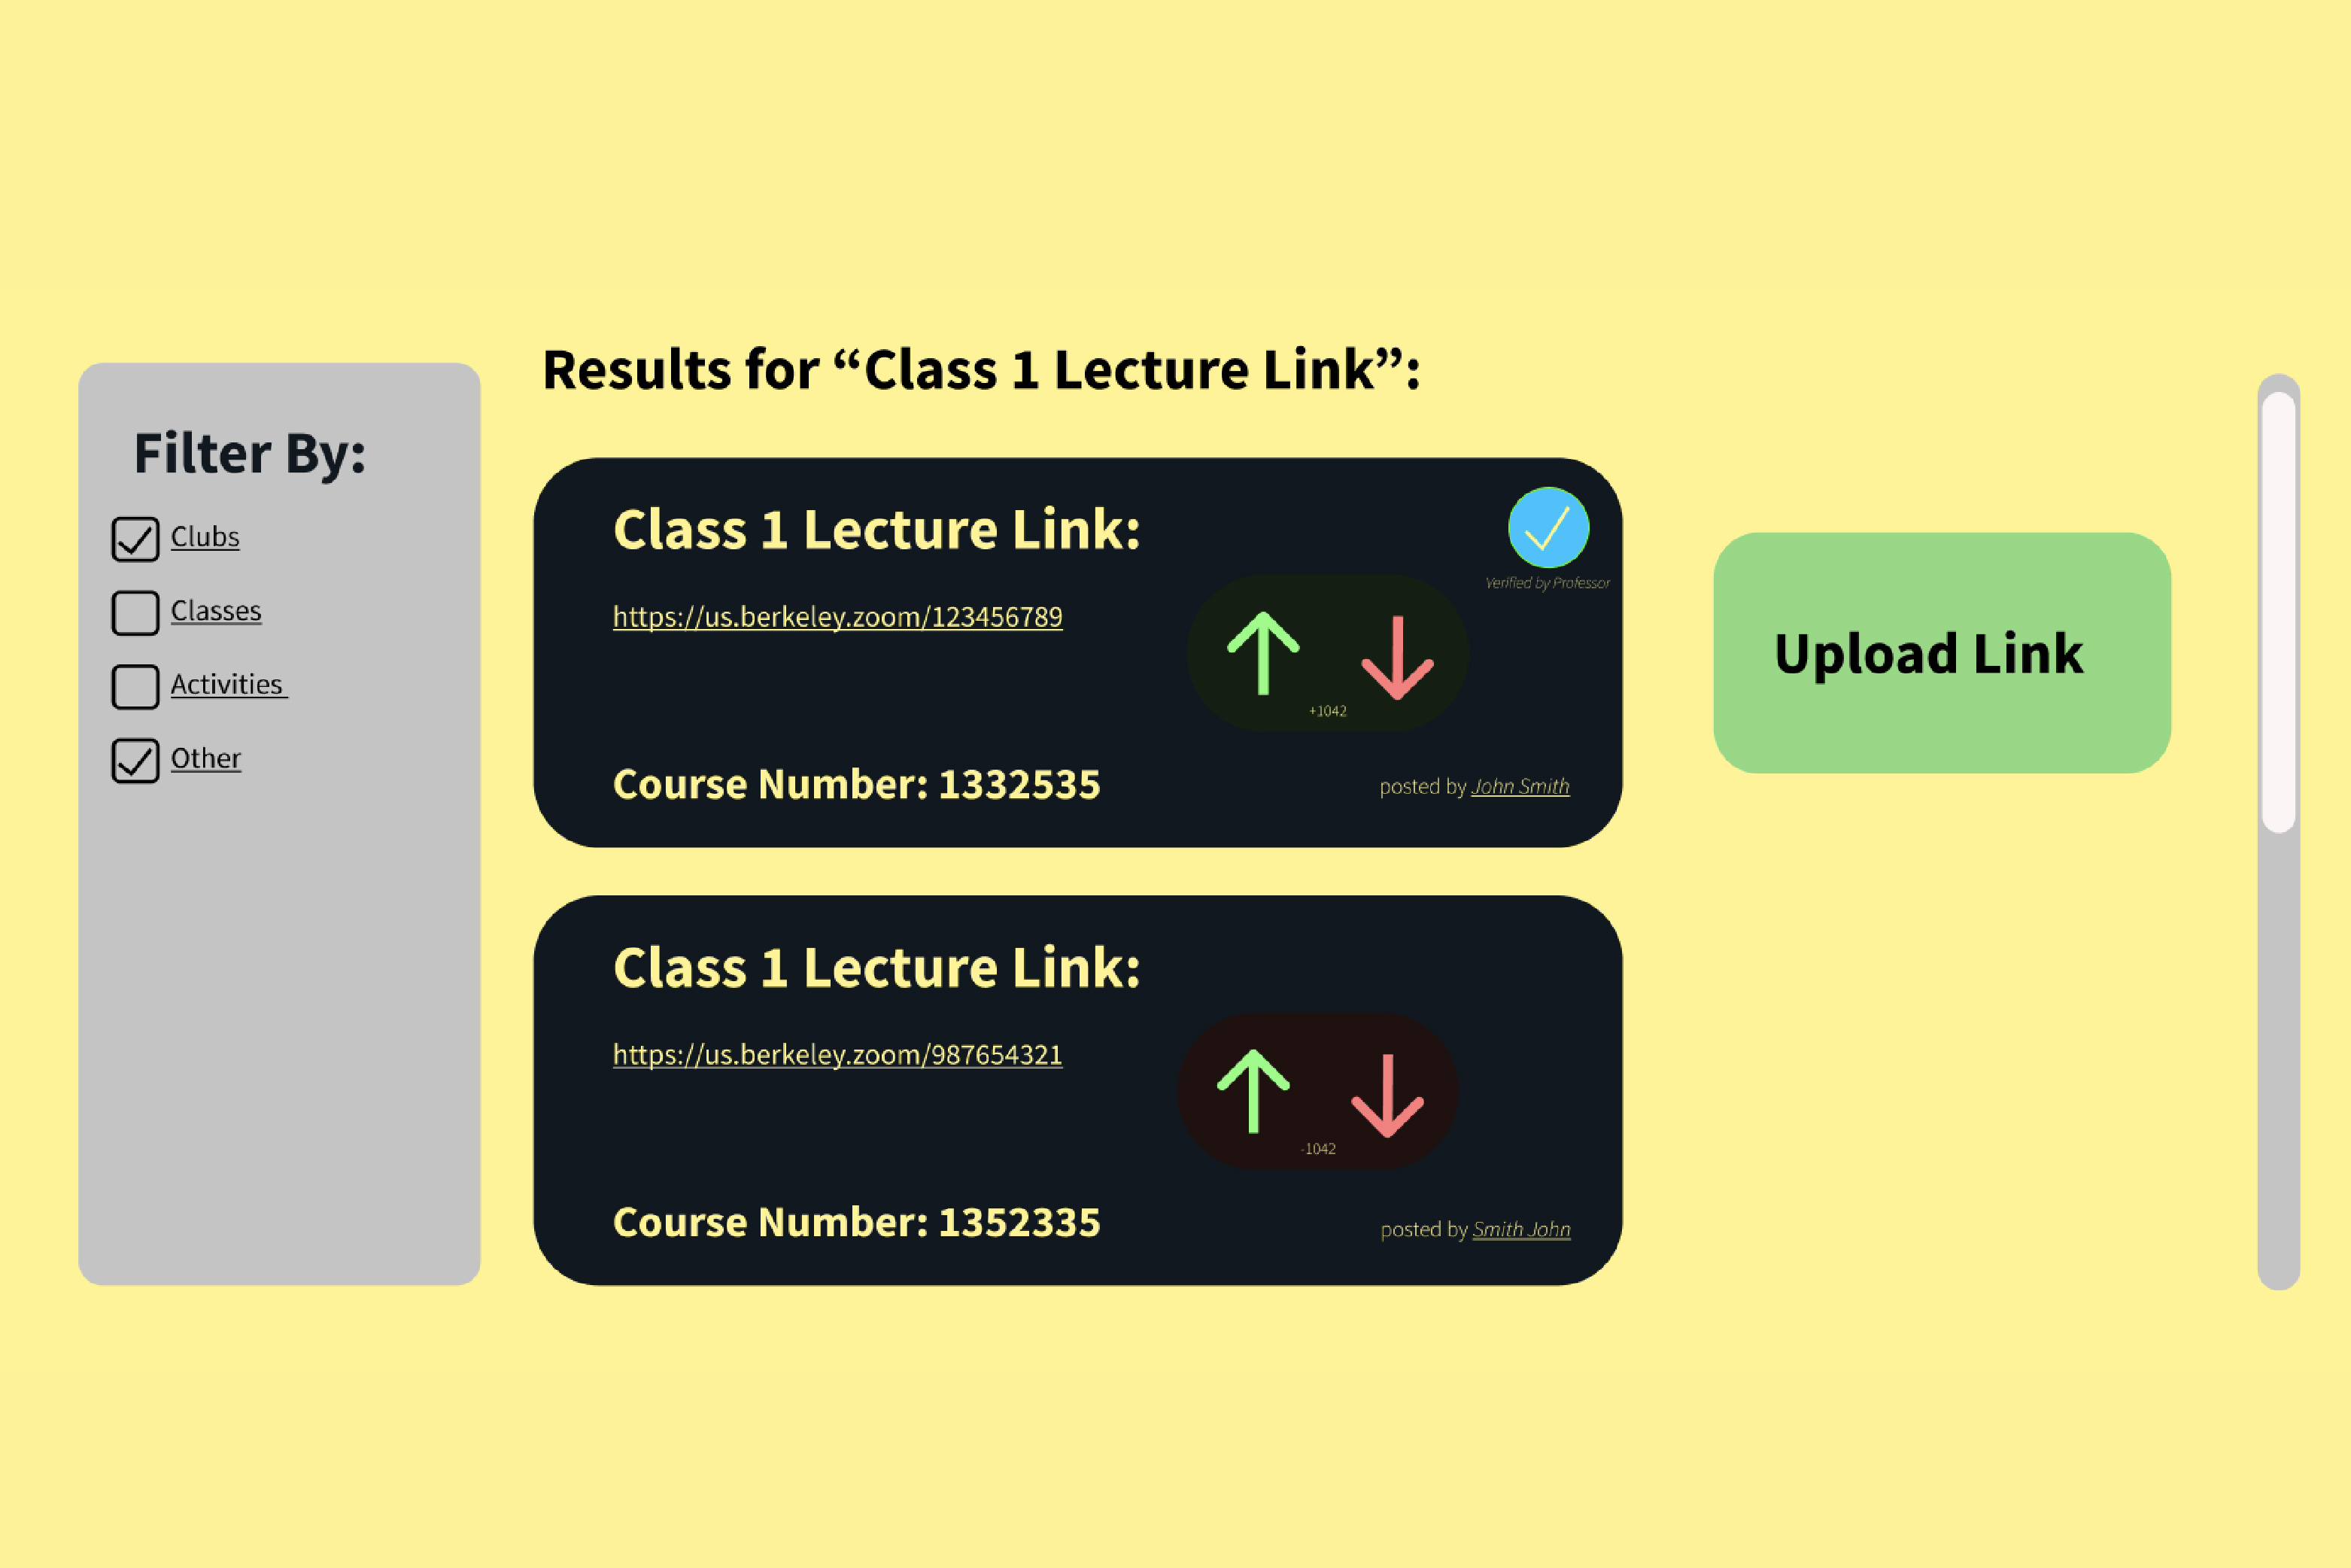 Results for “Class 1 Lecture Link”:
Filter By:
Clubs
Classes
Activities
Other
Class 1 Lecture Link:
Verified by Professor
https://us.berkeley.zoom/123456789
+1042
Course Number: 1332535
posted by John Smith
Upload Link
Class 1 Lecture Link:
https://us.berkeley.zoom/987654321
-1042
Course Number: 1352335
posted by Smith John